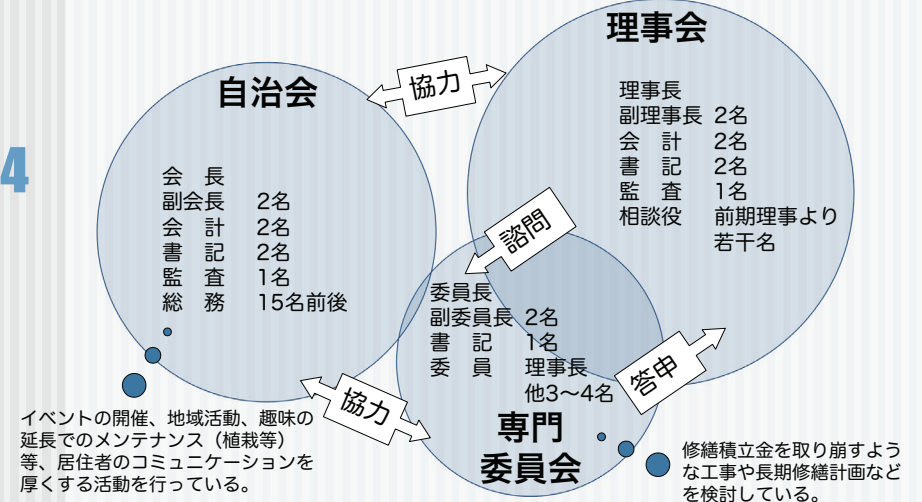 4
自治会
会　長
副会長　2名
会　計　2名
書　記　2名
監　査　1名
総　務　15名前後
イベントの開催、地域活動、趣味の
延長でのメンテナンス（植栽等）
等、居住者のコミュニケーションを
厚くする活動を行っている。
協力
理事会
理事長
副理事長　2名
会　計　2名
書　記　2名
監　査　1名
相談役　前期理事より
若干名
諮問
委員長
副委員長　2名
書　記　1名
委　員　理事長
他3〜4名
専門
委員会
答申
協力
修繕積立金を取り崩すよう
な工事や長期修繕計画など
を検討している。